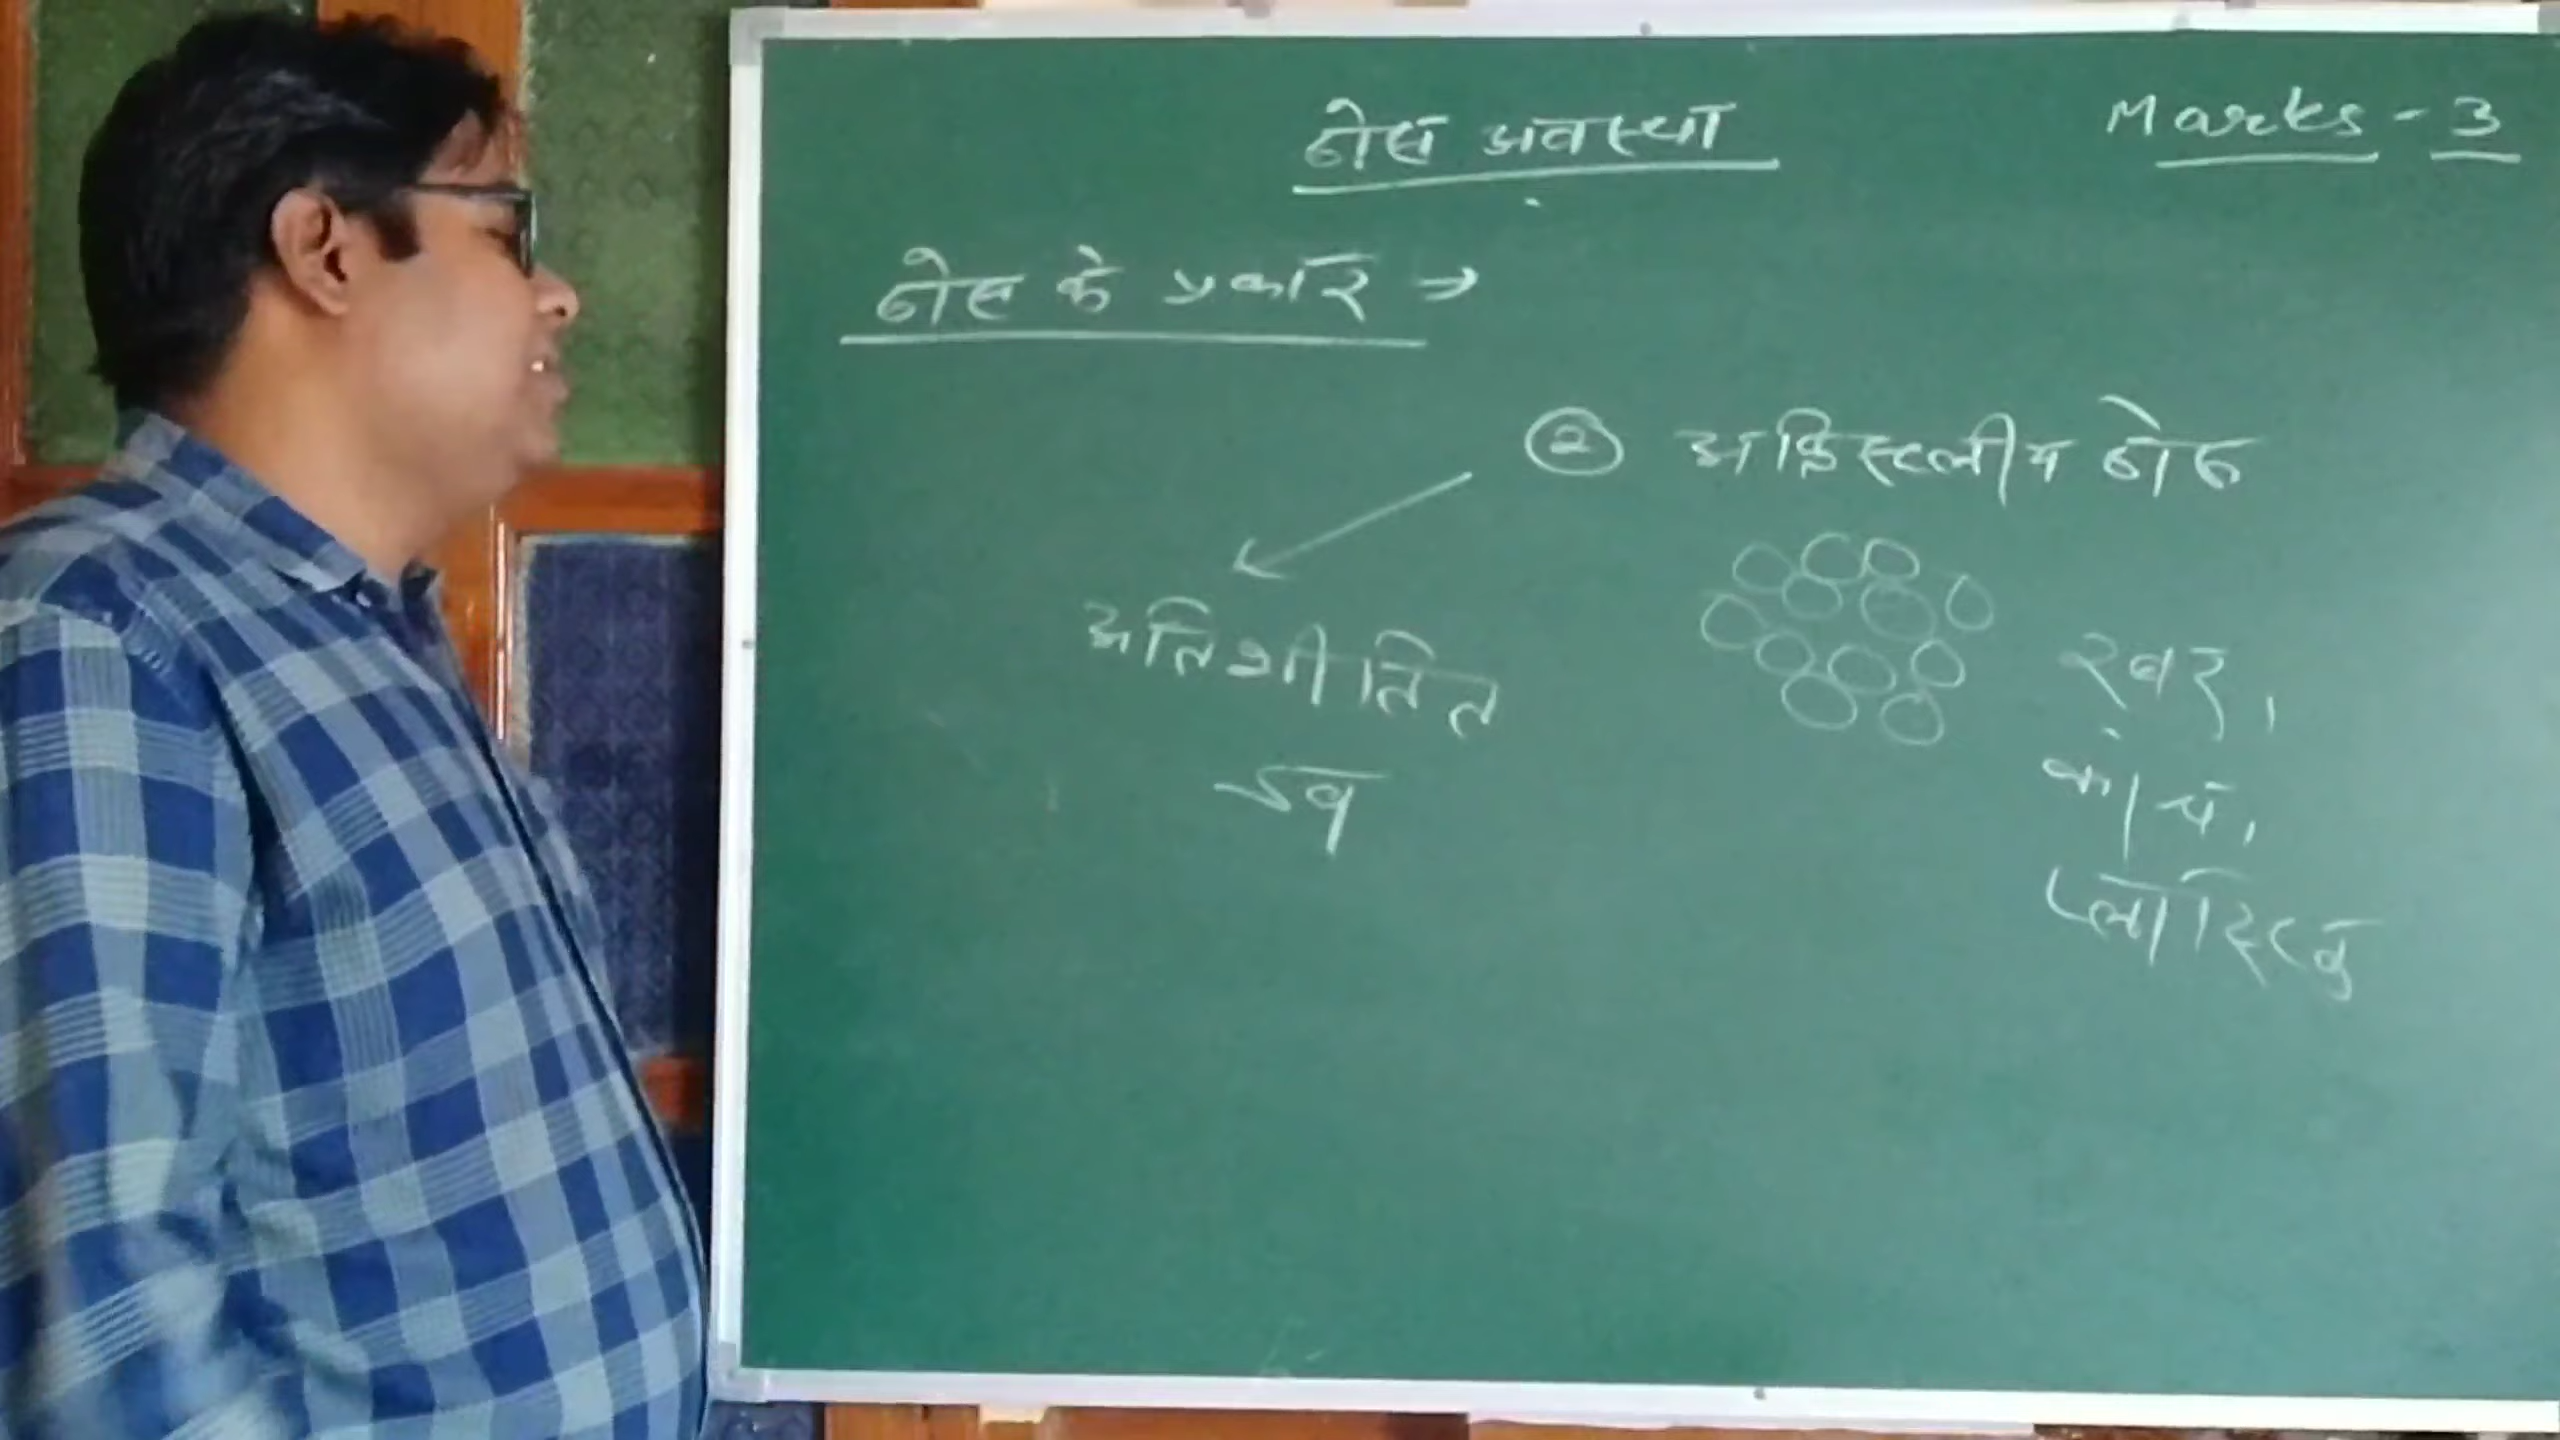 ठोस अवस्था
Marks - 3
ठोस के प्रकार →
② अक्रिस्टलीय ठोस
अतिशीतित
द्रव
रबर,
कांच,
प्लास्टिक